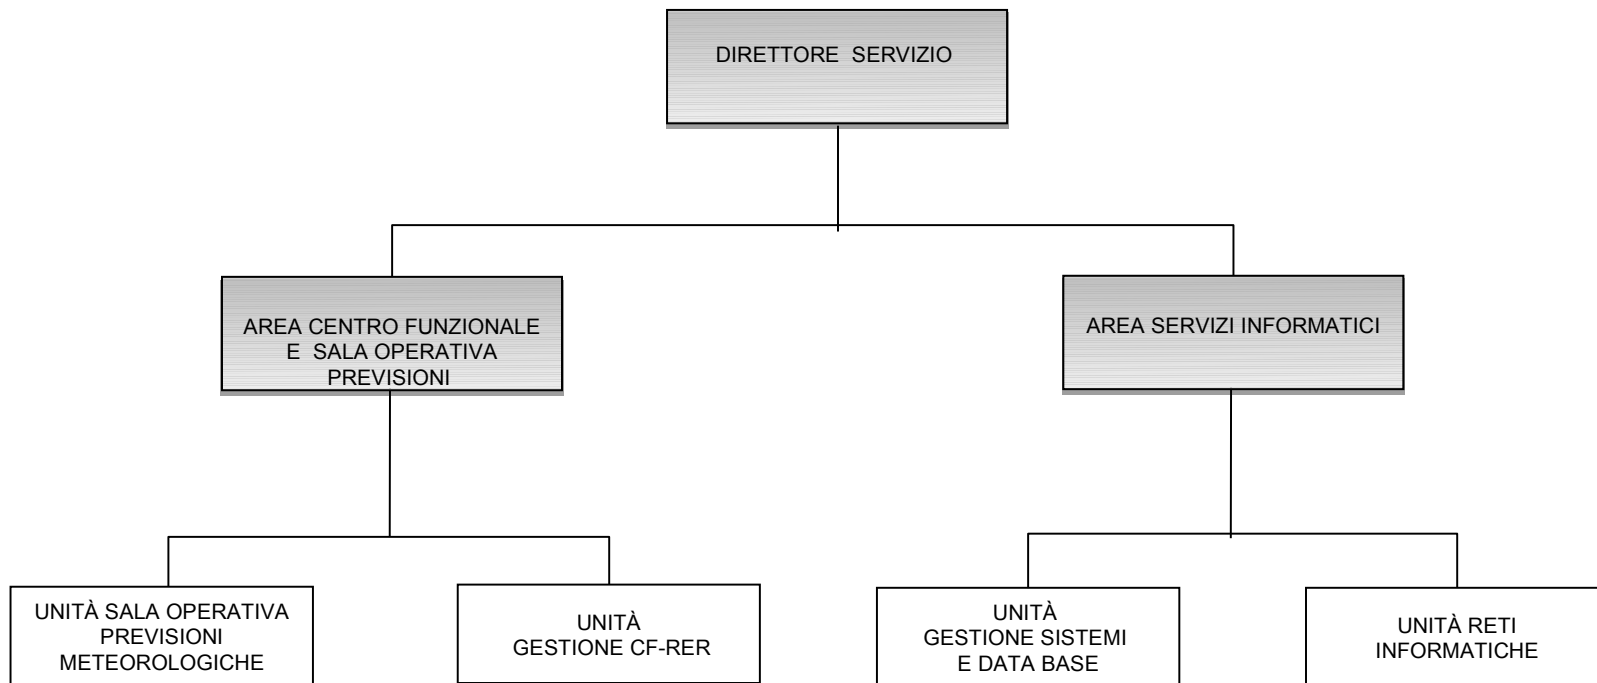 DIRETTORE SERVIZIO
AREA CENTRO FUNZIONALE
E SALA OPERATIVA
PREVISIONI
AREA SERVIZI INFORMATICI
UNITÀ SALA OPERATIVA
PREVISIONI
METEOROLOGICHE
UNITÀ
GESTIONE CF-RER
UNITÀ
GESTIONE SISTEMI
E DATA BASE
UNITÀ RETI
INFORMATICHE